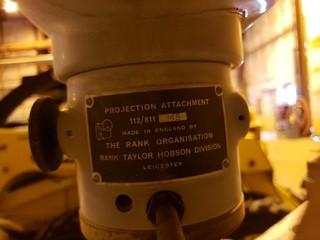 PROJECTION ATTACHMENT
112/811
MADE IN ENGLAND BY
THE RANK ORGANISATION
RANK TAYLOR HOBSON DIVISION
LEICESTER